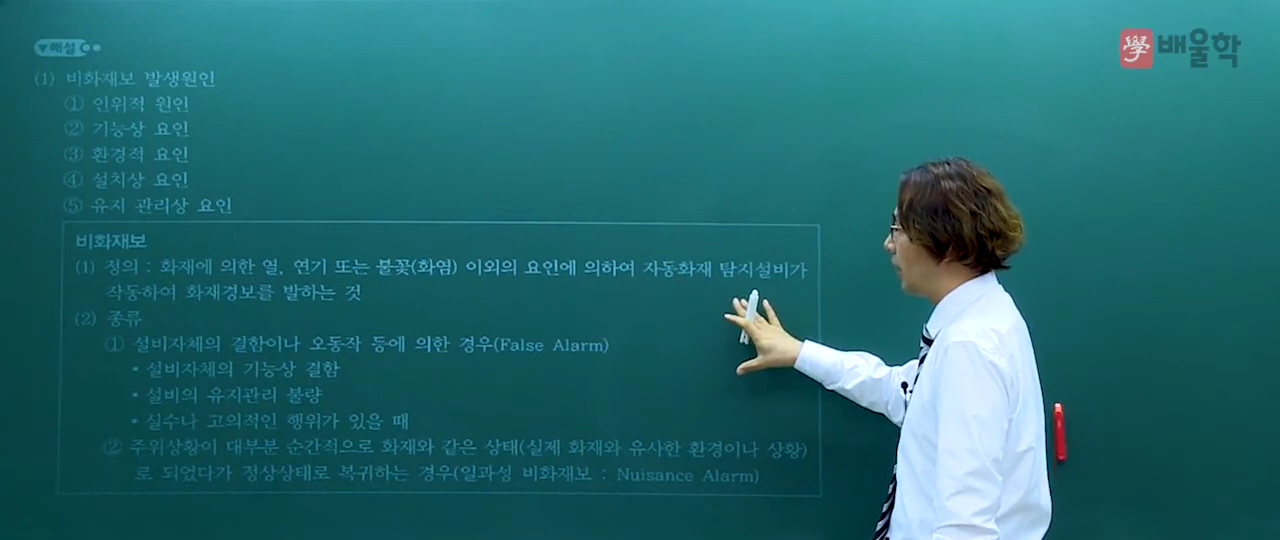 學 배울학
▼해설
(1) 비화재보 발생원인
① 인위적 원인
② 기능상 요인
③ 환경적 요인
④ 설치상 요인
⑤ 유지 관리상 요인
비화재보
(1) 정의 : 화재에 의한 열, 연기 또는 불꽃(화염) 이외의 요인에 의하여 자동화재 탐지설비가
작동하여 화재경보를 발하는 것
(2) 종류
① 설비자체의 결함이나 오동작 등에 의한 경우(False Alarm)
• 설비자체의 기능상 결함
• 설비의 유지관리 불량
• 실수나 고의적인 행위가 있을 때
② 주위상황이 대부분 순간적으로 화재와 같은 상태(실제 화재와 유사한 환경이나 상황)
로 되었다가 정상상태로 복귀하는 경우(일과성 비화재보 : Nuisance Alarm)